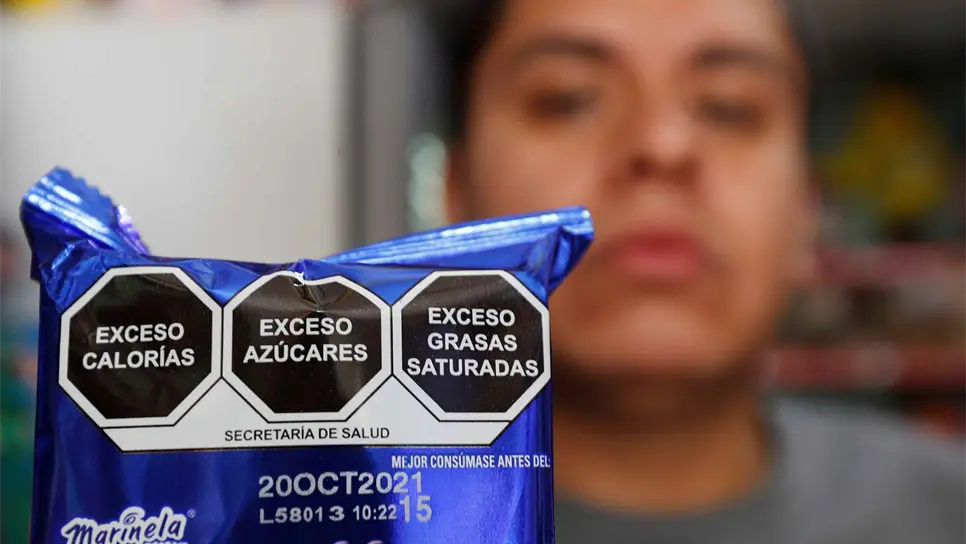 EXCESO
CALORÍAS
EXCESO
AZÚCARES
EXCESO
GRASAS
SATURADAS
SECRETARÍA DE SALUD
MEJOR CONSÚMASE ANTES DEL:
20OCT2021
L58013 10:22 15
Marinela